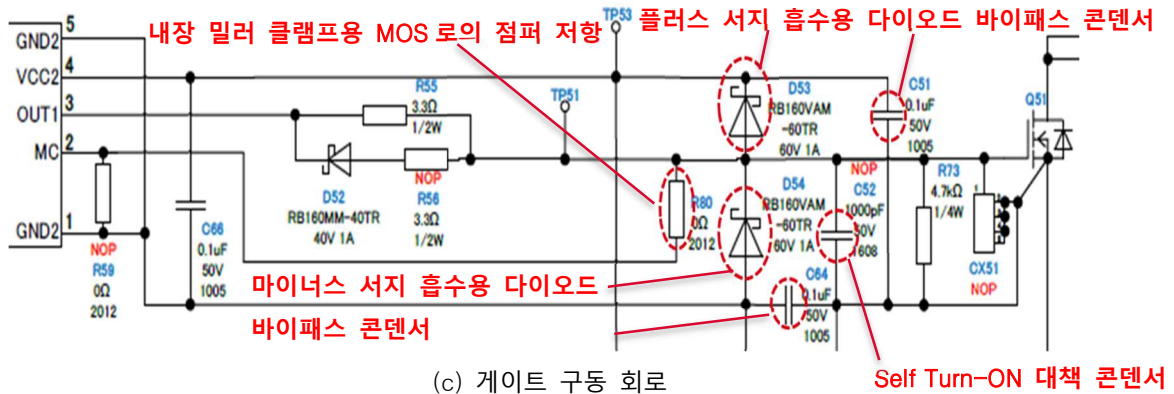 내장 밀러 클램프용 MOS 로의 점퍼 저항
TP53
플러스 서지 흡수용 다이오드 바이패스 콘덴서
GND2
5
VCC2
4
OUT1
3
MC
2
GND2
1
R55
3.3Ω
1/2W
TP51
D53
RB160VAM
-60TR
60V 1A
C51
0.1uF
50V
1005
Q51
D52
RB160MM-40TR
40V 1A
NOP
R56
3.3Ω
1/2W
R80
0Ω
2012
D54
RB160VAM
-60TR
60V 1A
NOP
C52
1000pF
50V
1608
R73
4.7kΩ
1/4W
1
CX51
NOP
NOP
R59
0Ω
2012
C66
0.1uF
50V
1005
마이너스 서지 흡수용 다이오드
바이패스 콘덴서
C64
0.1uF
50V
1005
(c) 게이트 구동 회로
Self Turn-ON 대책 콘덴서